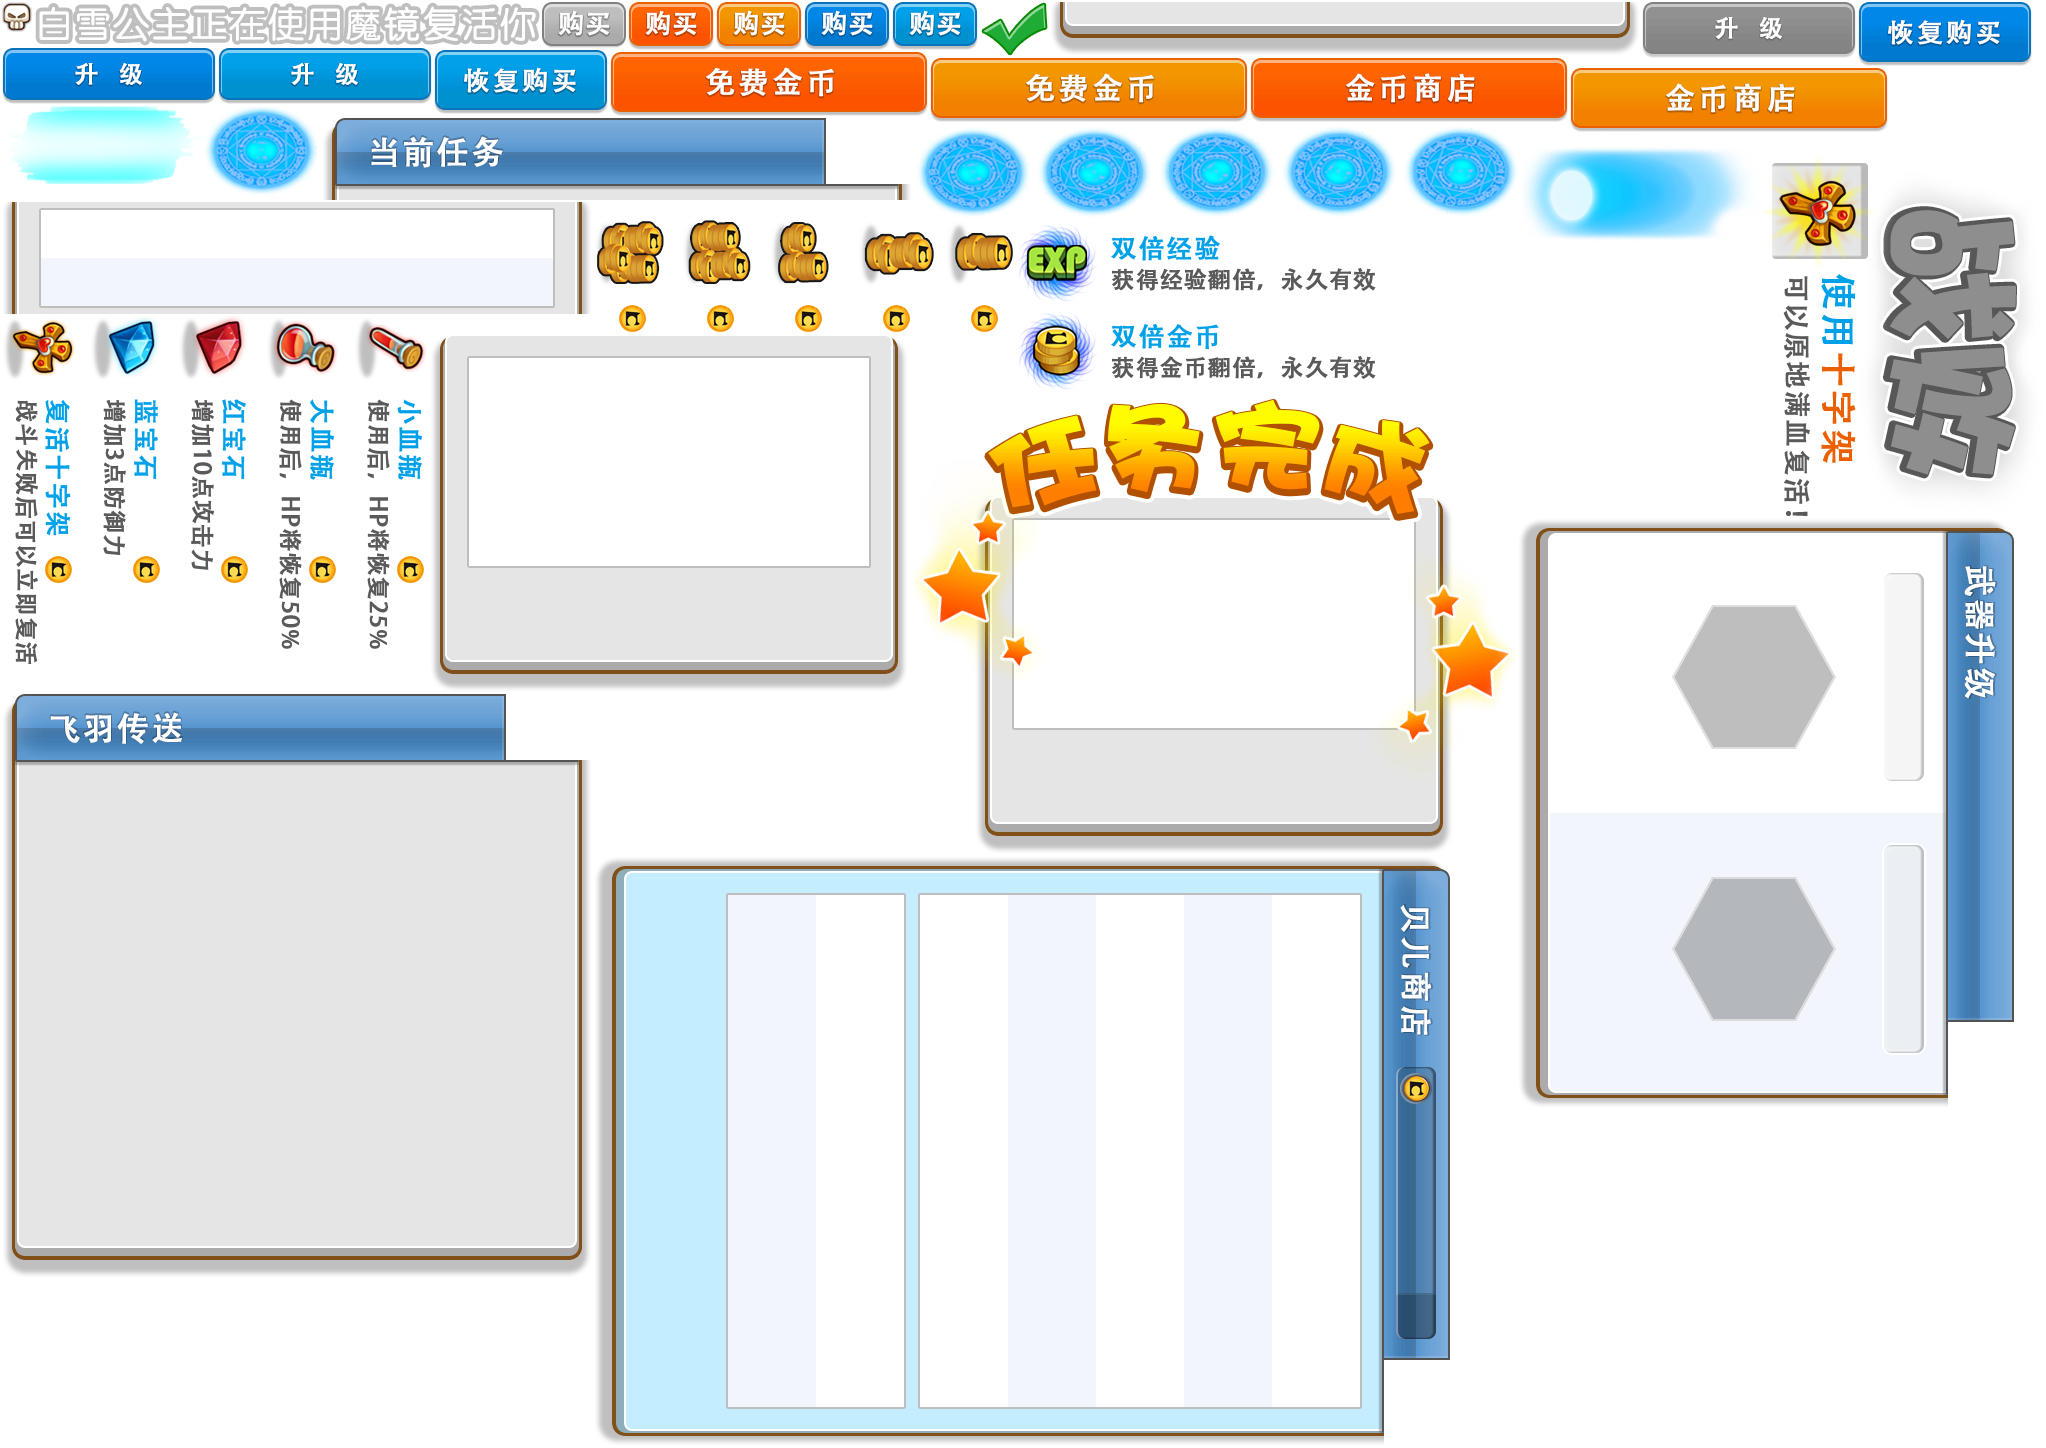 白雪公主正在使用魔镜复活你
购买
购买
购买
购买
购买
升 级
恢复购买
升 级
升 级
恢复购买
免费金币
免费金币
金币商店
金币商店
当前任务
EXP
双倍经验
获得经验翻倍，永久有效
双倍金币
获得金币翻倍，永久有效
使用十字架
可以原地满血复活！
战败
复活十字架
战斗失败后可以立即复活
蓝宝石
增加3点防御力
红宝石
增加10点攻击力
大血瓶
使用后，HP将恢复50%
小血瓶
使用后，HP将恢复25%
任务完成
武器升级
飞羽传送
贝儿商店